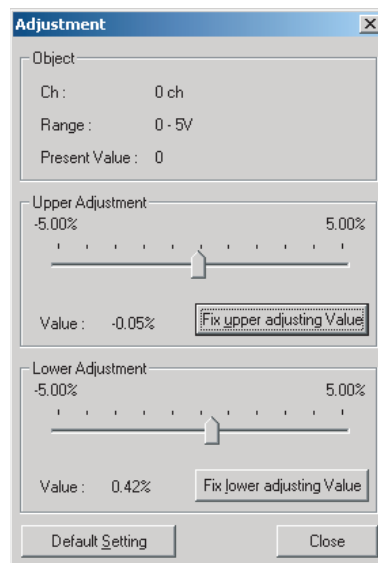 Adjustment
Object
Ch : 0 ch
Range : 0 - 5V
Present Value : 0
Upper Adjustment
-5.00% 5.00%
Value : -0.05% Fix upper adjusting Value
Lower Adjustment
-5.00% 5.00%
Value : 0.42% Fix lower adjusting Value
Default Setting Close